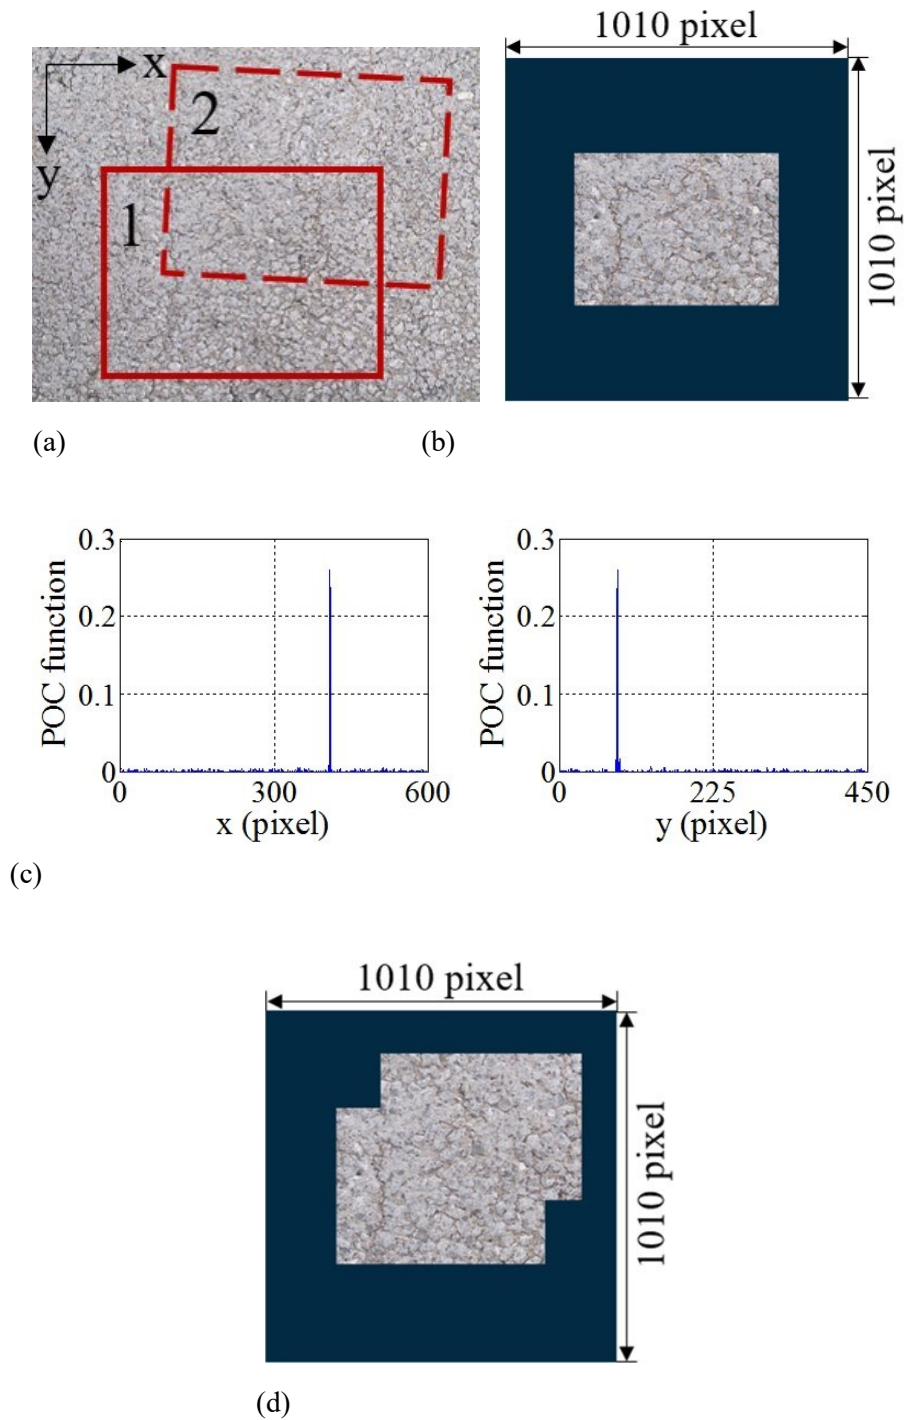 1010 pixel
x
2
y
1
1010 pixel
(a)
(b)
0.3
0.2
0.1
0
POC function
0
300
600
x (pixel)
0.3
0.2
0.1
0
POC function
0
225
450
y (pixel)
(c)
1010 pixel
1010 pixel
(d)